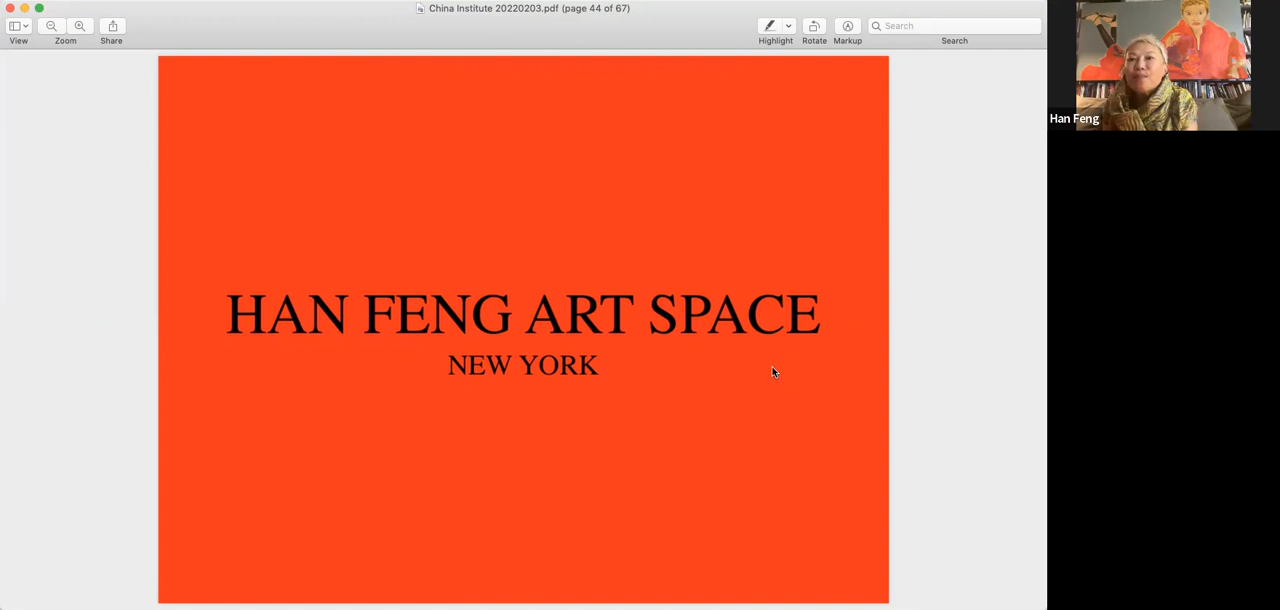 China Institute 20220203.pdf (page 44 of 67)
View
Zoom
Share
Highlight
Rotate
Markup
Search
Search
Han Feng
HAN FENG ART SPACE
NEW YORK